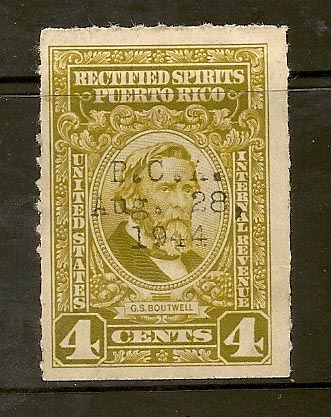 RECTIFIED SPIRITS
PUERTO RICO
UNITED STATES
INTERNAL REVENUE
Aug. 28,
1944
G.S. BOUTWELL
4 CENTS 4